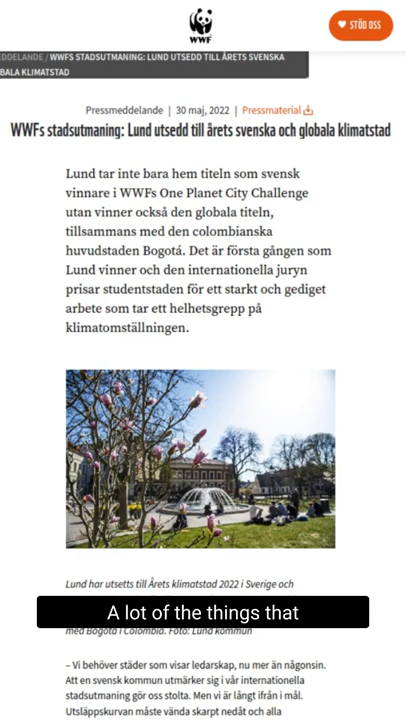 WWF
STÖD OSS
EDDELANDE / WWFS STADSUTMANING: LUND UTSEDD TILL ÅRETS SVENSKA
BALA KLIMATSTAD
Pressmeddelande | 30 maj, 2022 | Pressmaterial
WWFs stadsutmaning: Lund utsedd till årets svenska och globala klimatstad
Lund tar inte bara hem titeln som svensk
vinnare i WWFs One Planet City Challenge
utan vinner också den globala titeln,
tillsammans med den colombianska
huvudstaden Bogotá. Det är första gången som
Lund vinner och den internationella juryn
prisar studentstaden för ett starkt och gediget
arbete som tar ett helhetsgrepp på
klimatomställningen.
Lund har utsetts till Årets klimatstad 2022 i Sverige och
A lot of the things that
med Bogotá i Colombia. Foto: Lund kommun
– Vi behöver städer som visar ledarskap, nu mer än någonsin.
Att en svensk kommun utmärker sig i vår internationella
stadsutmaning gör oss stolta. Men vi är långt ifrån i mål.
Utsläppskurvan måste vända skarpt nedåt och alla